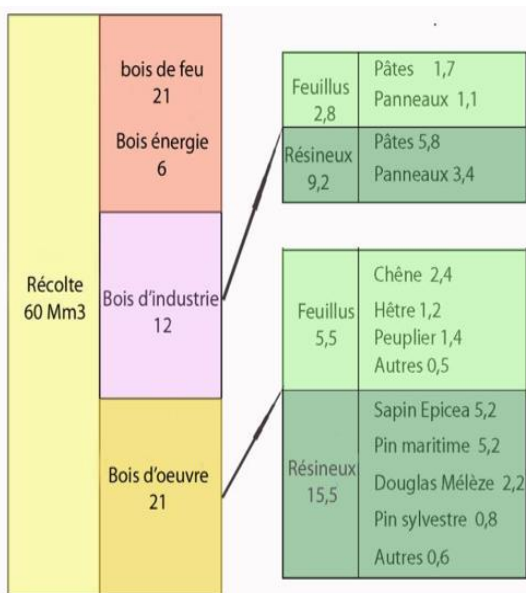 Récolte
60 Mm3
bois de feu
21
Bois énergie
6
Bois d'industrie
12
Bois d'oeuvre
21
Feuillus
2,8
Pâtes 1,7
Panneaux 1,1
Résineux
9,2
Pâtes 5,8
Panneaux 3,4
Feuillus
5,5
Chêne 2,4
Hêtre 1,2
Peuplier 1,4
Autres 0,5
Résineux
15,5
Sapin Epicea 5,2
Pin maritime 5,2
Douglas Mélèze 2,2
Pin sylvestre 0,8
Autres 0,6